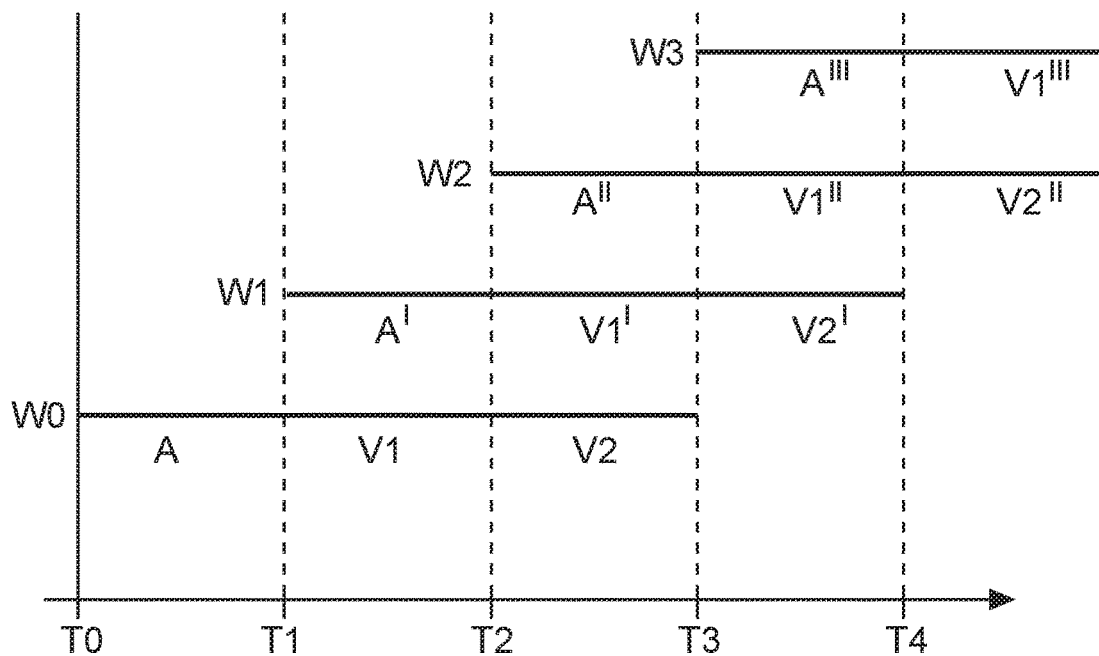 W3
A^III V1^III
W2
A^II V1^II V2^II
W1
A^I V1^I V2^I
W0
A V1 V2
T0 T1 T2 T3 T4